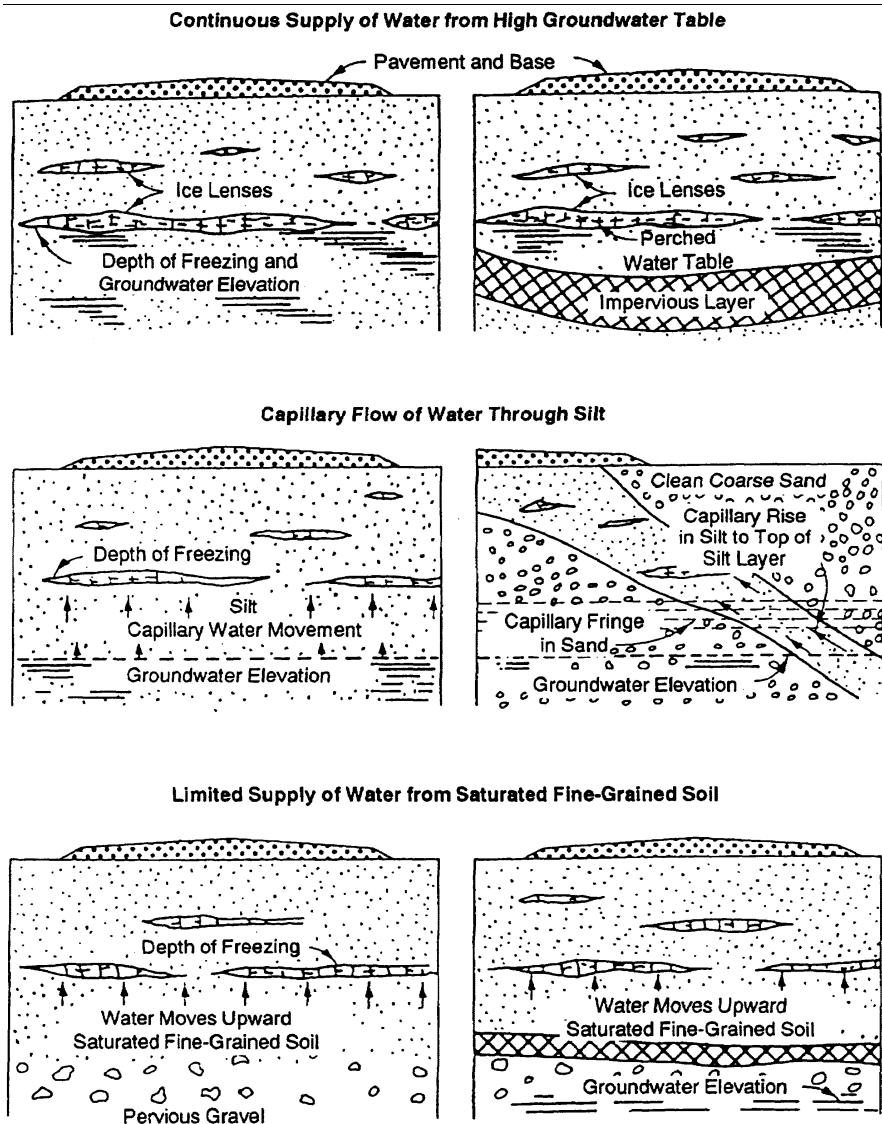 Continuous Supply of Water from High Groundwater Table
Pavement and Base
Ice Lenses
Depth of Freezing and
Groundwater Elevation
Ice Lenses
Perched
Water Table
Impervious Layer
Capillary Flow of Water Through Silt
Depth of Freezing
Silt
Capillary Water Movement
Groundwater Elevation
Clean Coarse Sand
Capillary Rise
in Silt to Top of
Silt Layer
Capillary Fringe
in Sand
Groundwater Elevation
Limited Supply of Water from Saturated Fine-Grained Soil
Depth of Freezing
Water Moves Upward
Saturated Fine-Grained Soil
Pervious Gravel
Water Moves Upward
Saturated Fine-Grained Soil
Groundwater Elevation